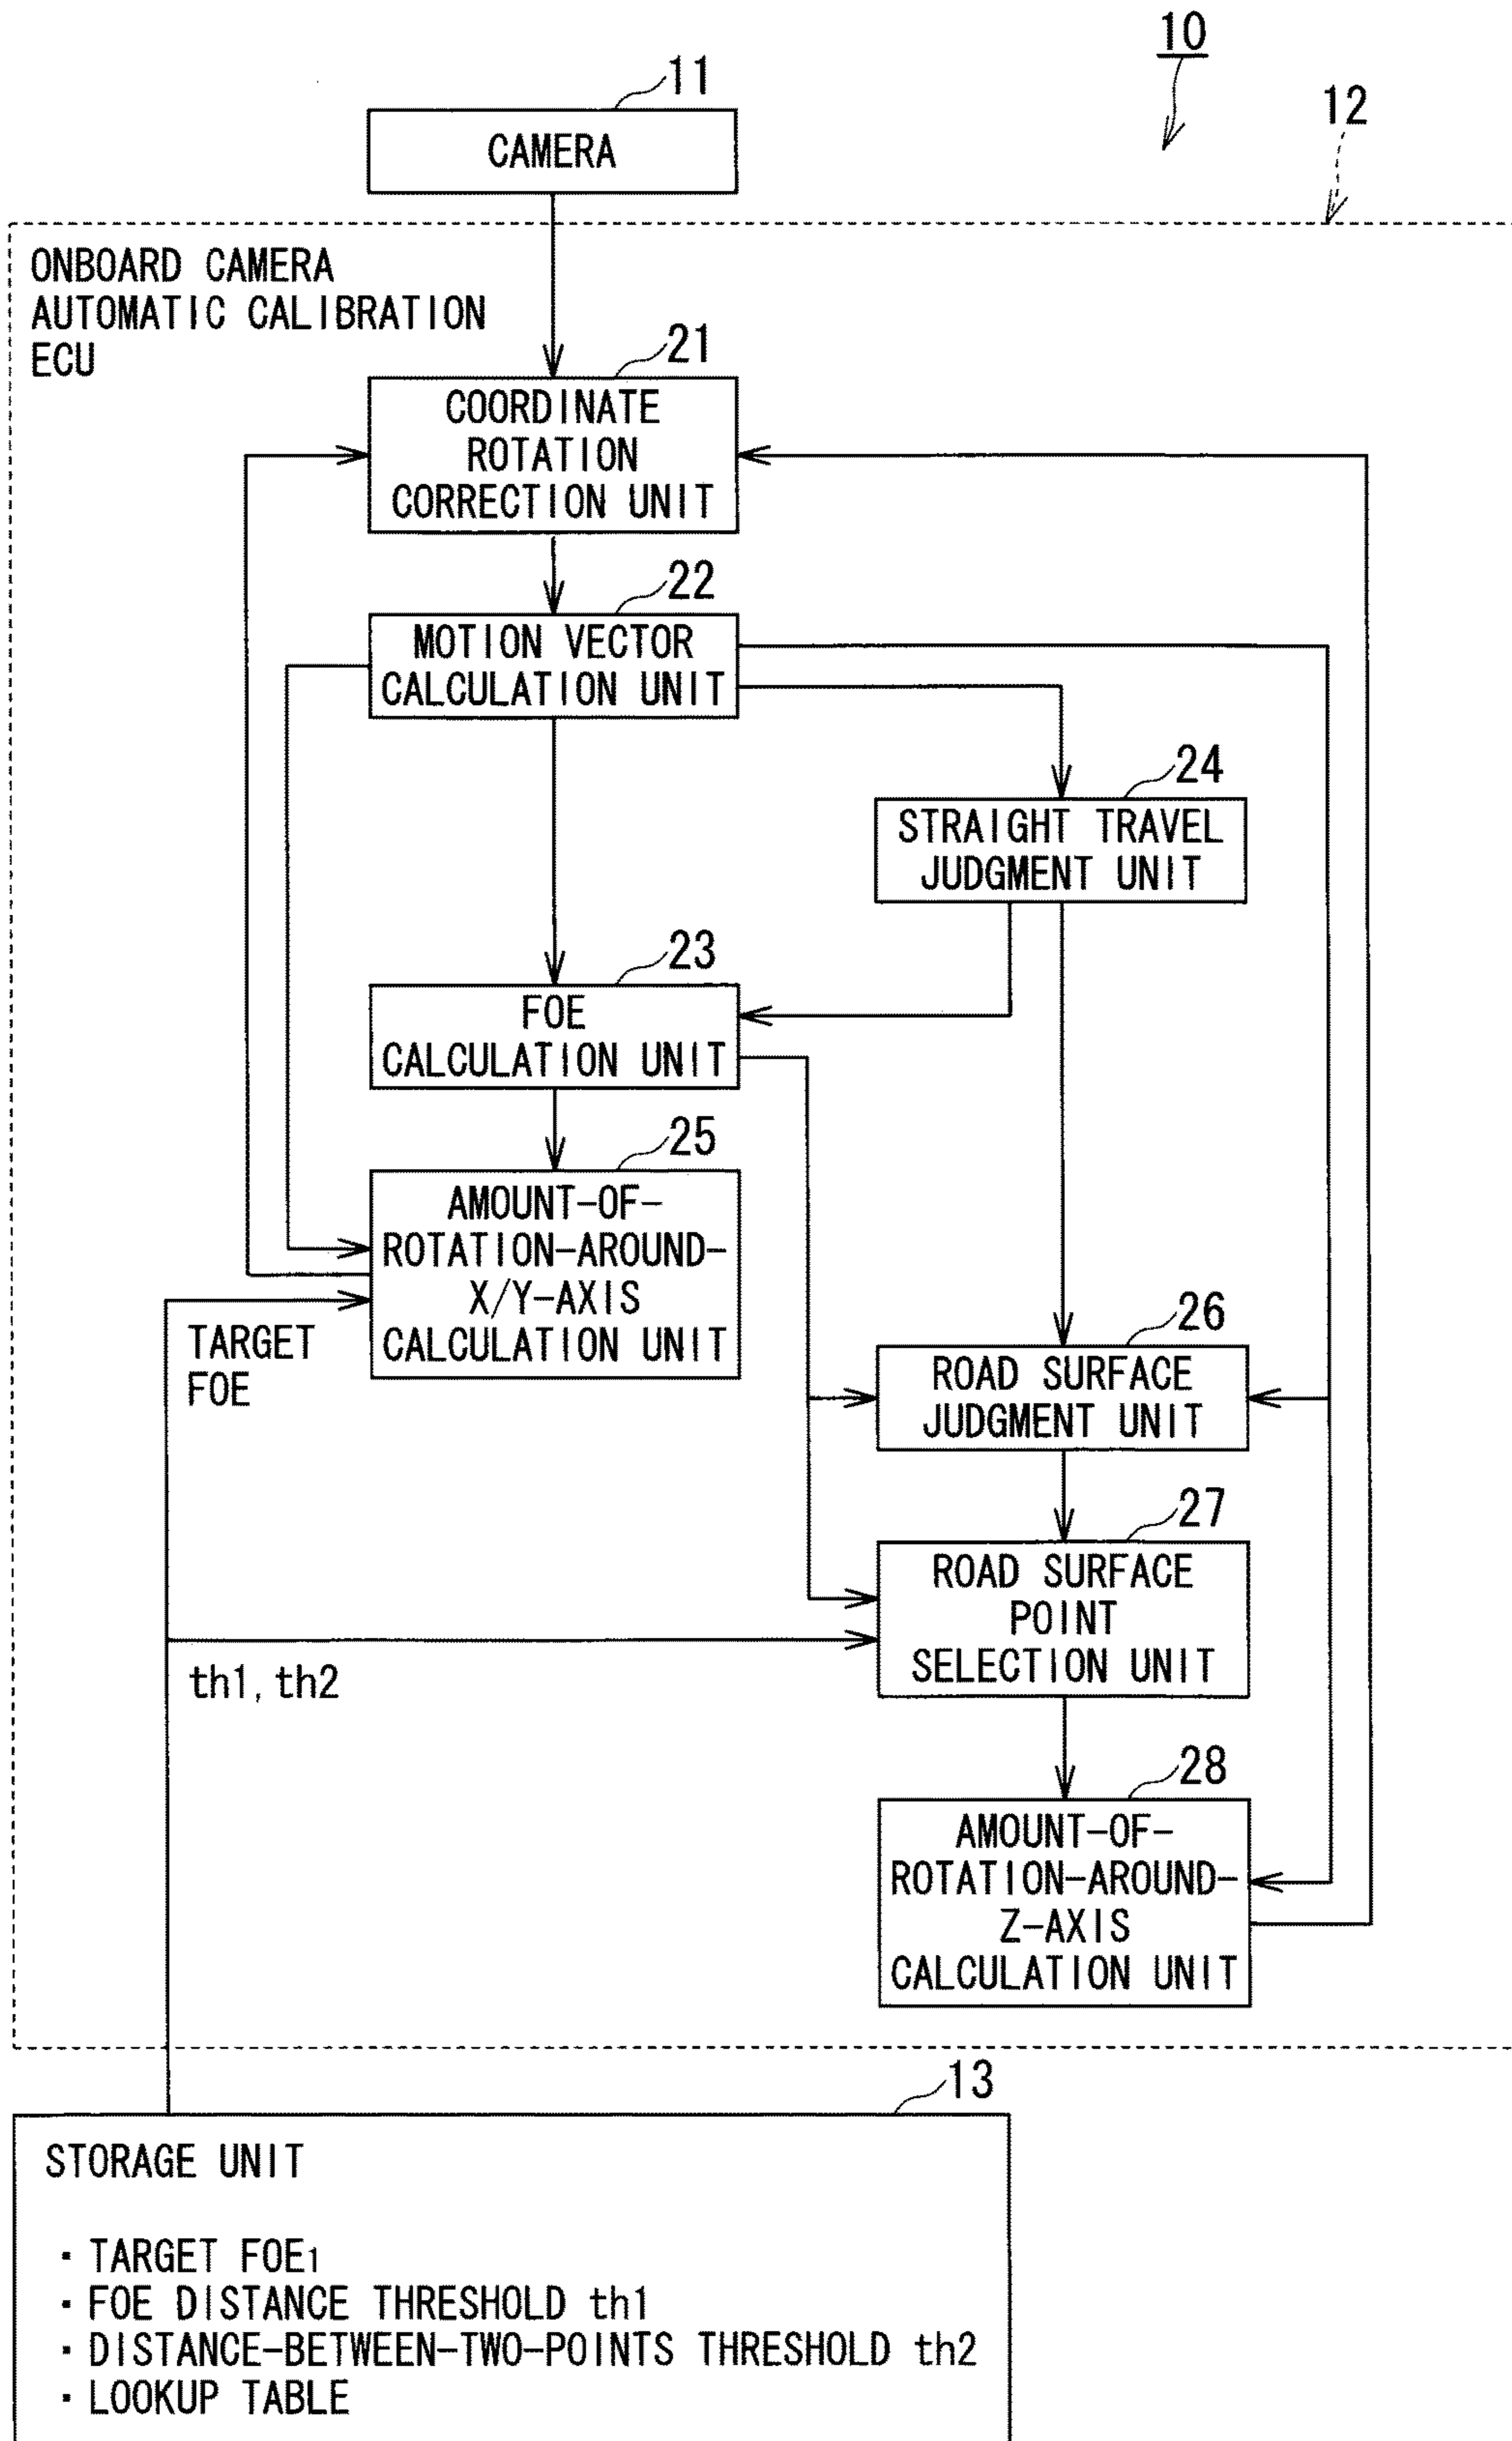 10
11
12
CAMERA
ONBOARD CAMERA
AUTOMATIC CALIBRATION
ECU
21
COORDINATE
ROTATION
CORRECTION UNIT
22
MOTION VECTOR
CALCULATION UNIT
24
STRAIGHT TRAVEL
JUDGMENT UNIT
23
FOE
CALCULATION UNIT
25
AMOUNT-OF-
ROTATION-AROUND-
X/Y-AXIS
CALCULATION UNIT
TARGET
FOE
26
ROAD SURFACE
JUDGMENT UNIT
27
ROAD SURFACE
POINT
SELECTION UNIT
th1, th2
28
AMOUNT-OF-
ROTATION-AROUND-
Z-AXIS
CALCULATION UNIT
13
STORAGE UNIT
・TARGET FOE1
・FOE DISTANCE THRESHOLD th1
・DISTANCE-BETWEEN-TWO-POINTS THRESHOLD th2
・LOOKUP TABLE